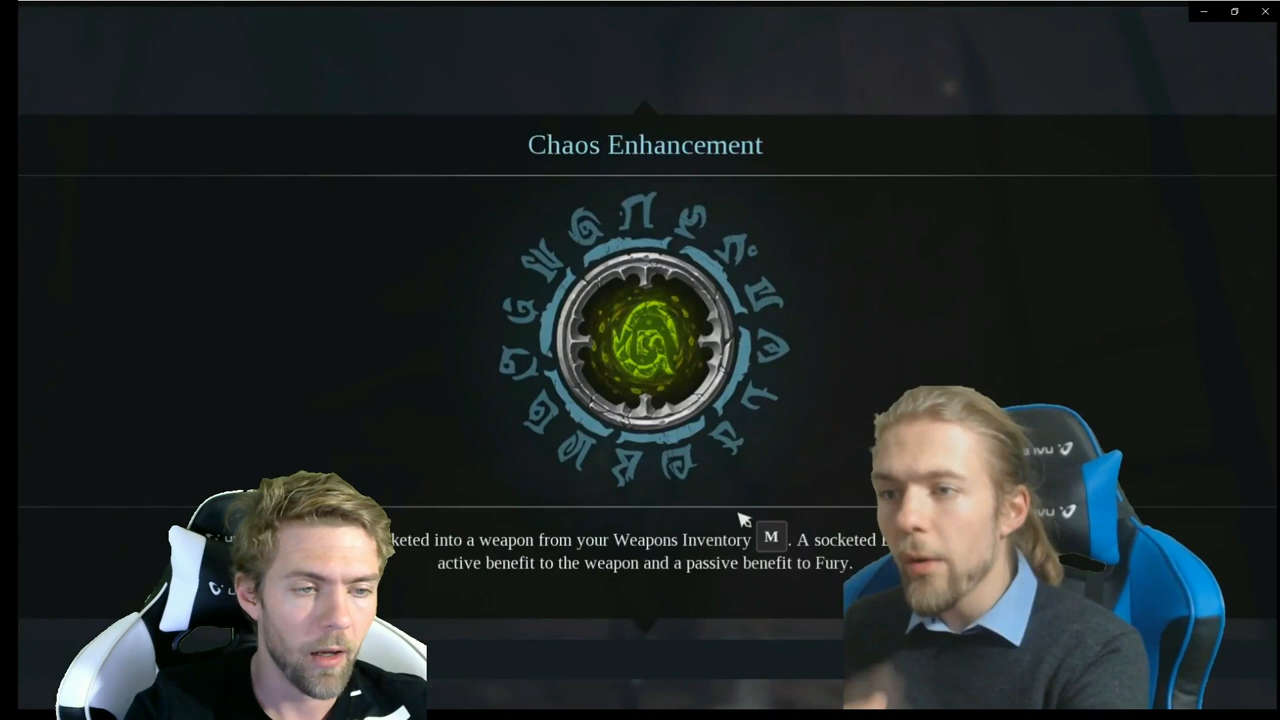 Chaos Enhancement
into a weapon from your Weapons Inventory M . A socketed
active benefit to the weapon and a passive benefit to Fury.